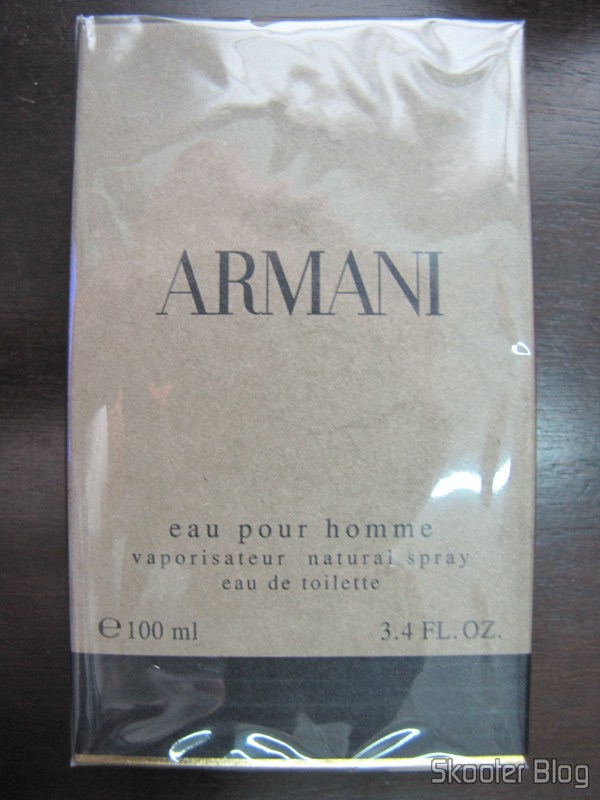 ARMANI
eau pour homme
vaporisateur natural spray
eau de toilette
℮ 100 ml 3.4 FL. OZ.
Skooter Blog